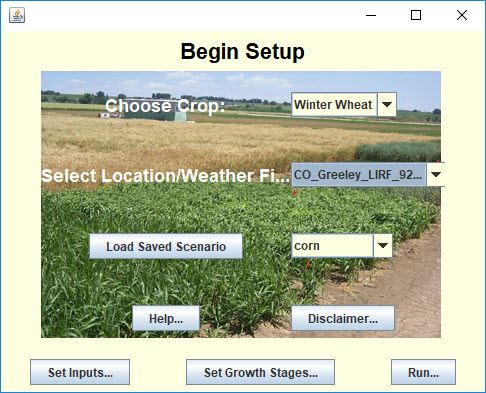 Begin Setup
Choose Crop: Winter Wheat
Select Location/Weather Fi... CO_Greeley_LIRF_92...
Load Saved Scenario corn
Help... Disclaimer...
Set Inputs... Set Growth Stages... Run...